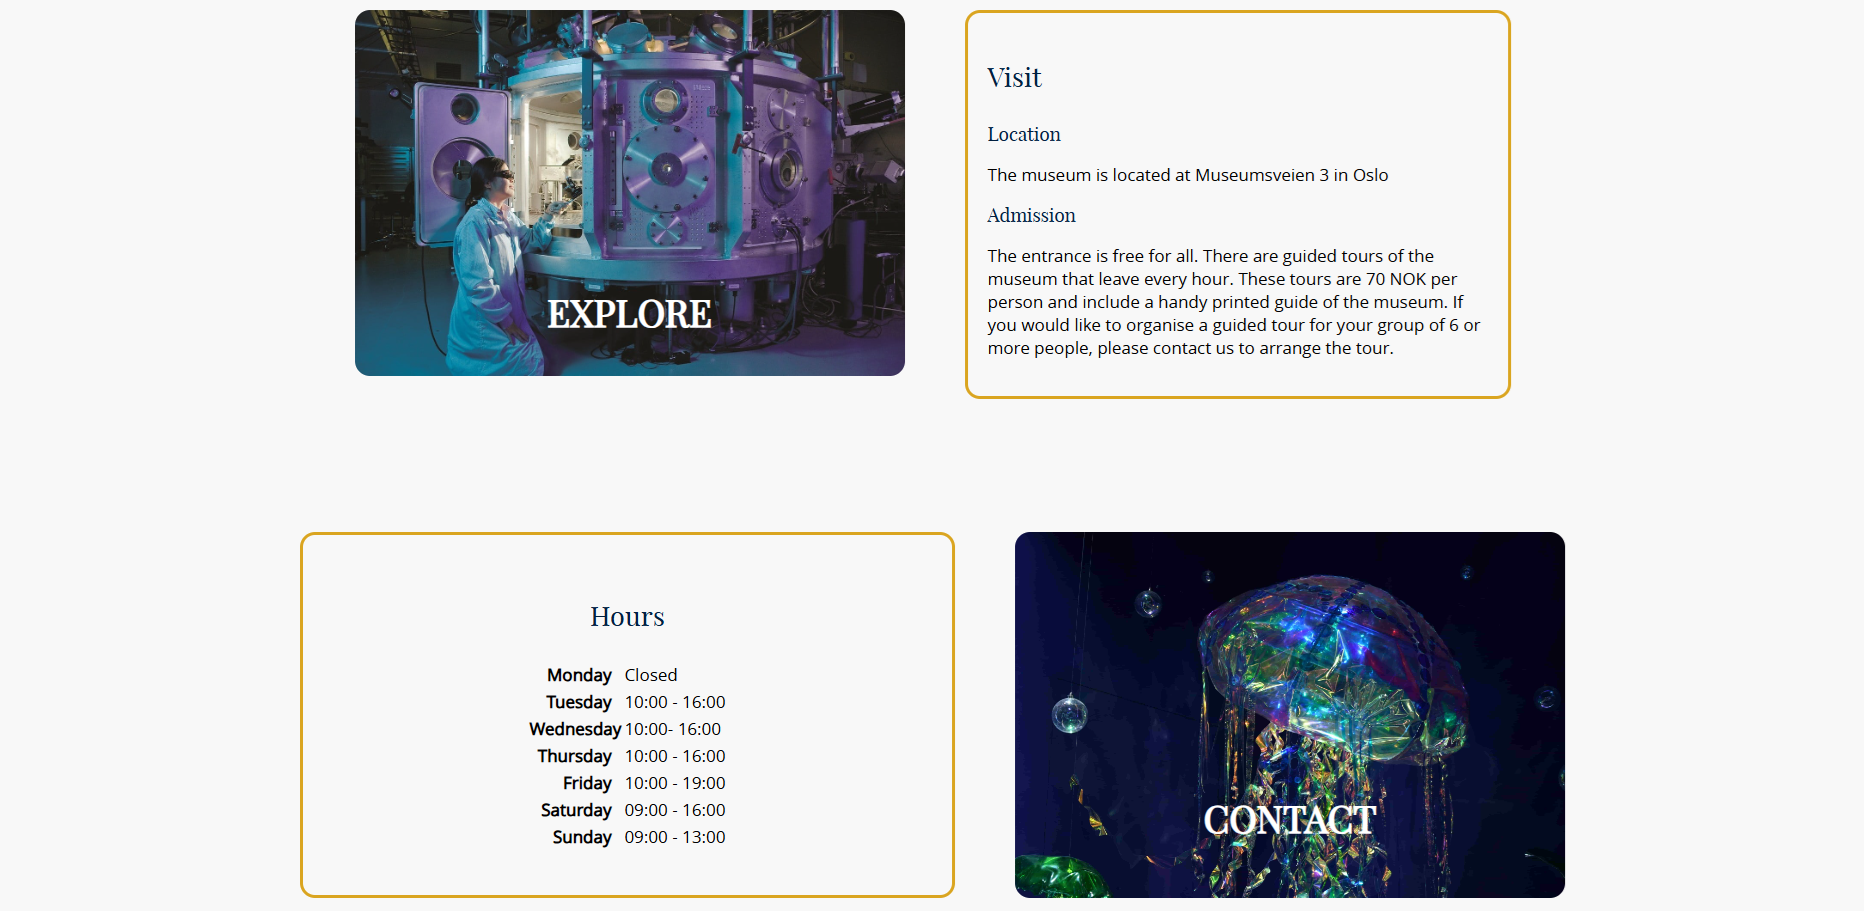 EXPLORE
Visit
Location
The museum is located at Museumsveien 3 in Oslo
Admission
The entrance is free for all. There are guided tours of the
museum that leave every hour. These tours are 70 NOK per
person and include a handy printed guide of the museum. If
you would like to organise a guided tour for your group of 6 or
more people, please contact us to arrange the tour.
Hours
Monday Closed
Tuesday 10:00 - 16:00
Wednesday 10:00- 16:00
Thursday 10:00 - 16:00
Friday 10:00 - 19:00
Saturday 09:00 - 16:00
Sunday 09:00 - 13:00
CONTACT